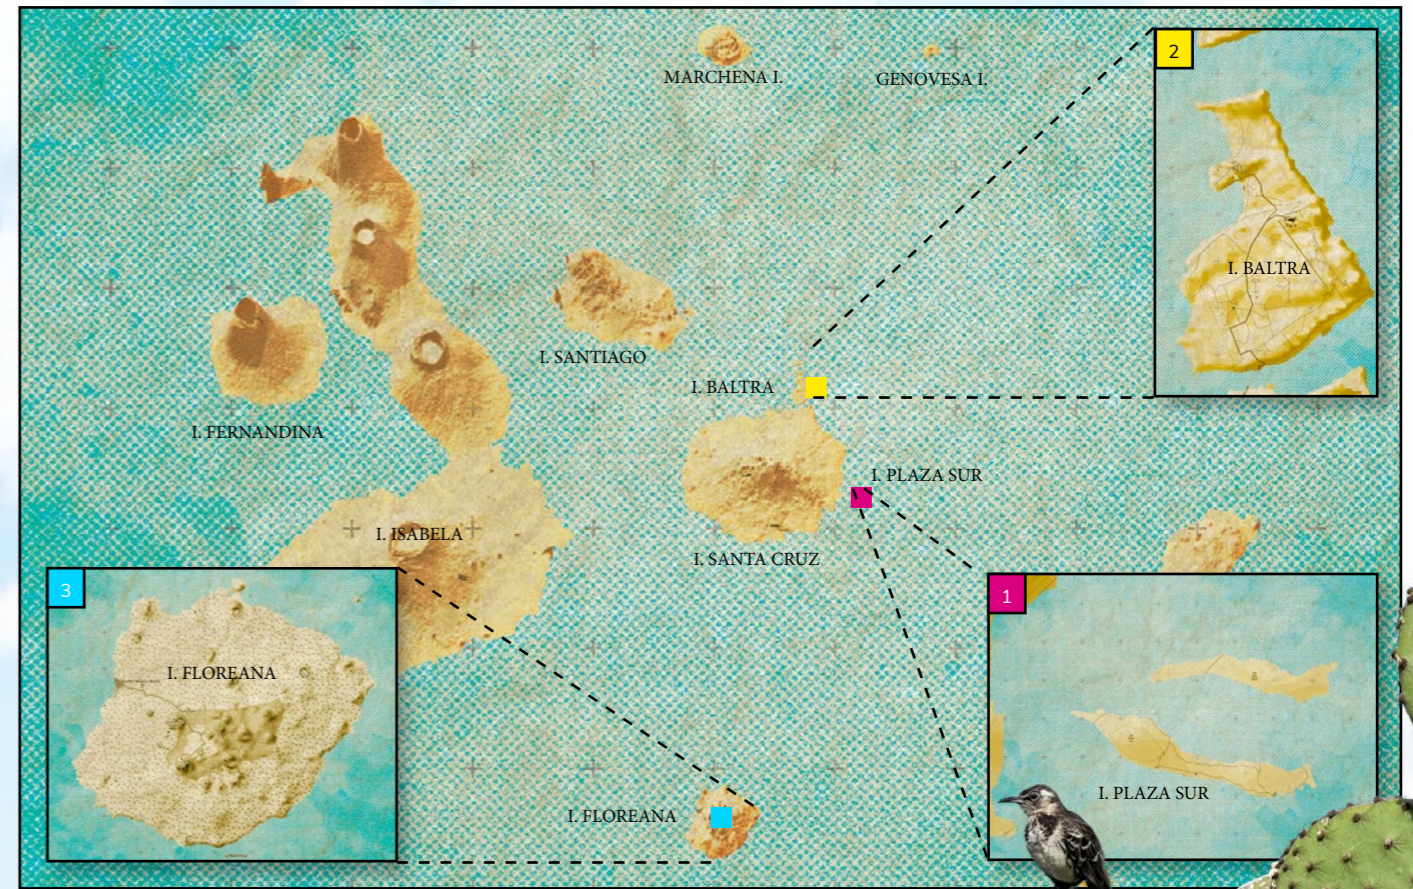 MARCHENA I.
GENOVESA I.
2
I. BALTRA
I. SANTIAGO
I. BALTRA
I. FERNANDINA
I. PLAZA SUR
I. ISABELA
I. SANTA CRUZ
3
I. FLOREANA
1
I. PLAZA SUR
I. FLOREANA